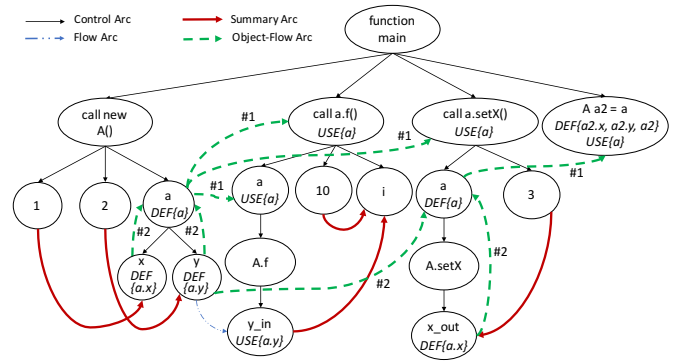 Control Arc
Summary Arc
Flow Arc
Object-Flow Arc
function
main
call new
A()
call a.f()
USE{a}
call a.setX()
USE{a}
A a2 = a
DEF{a2.x, a2.y, a2}
USE{a}
#1
#1
#1
#1
1
2
a
DEF{a}
a
USE{a}
10
i
a
DEF{a}
3
#2
#2
#2
#2
x
DEF
{a.x}
y
DEF
{a.y}
A.f
A.setX
y_in
USE{a.y}
x_out
DEF{a.x}